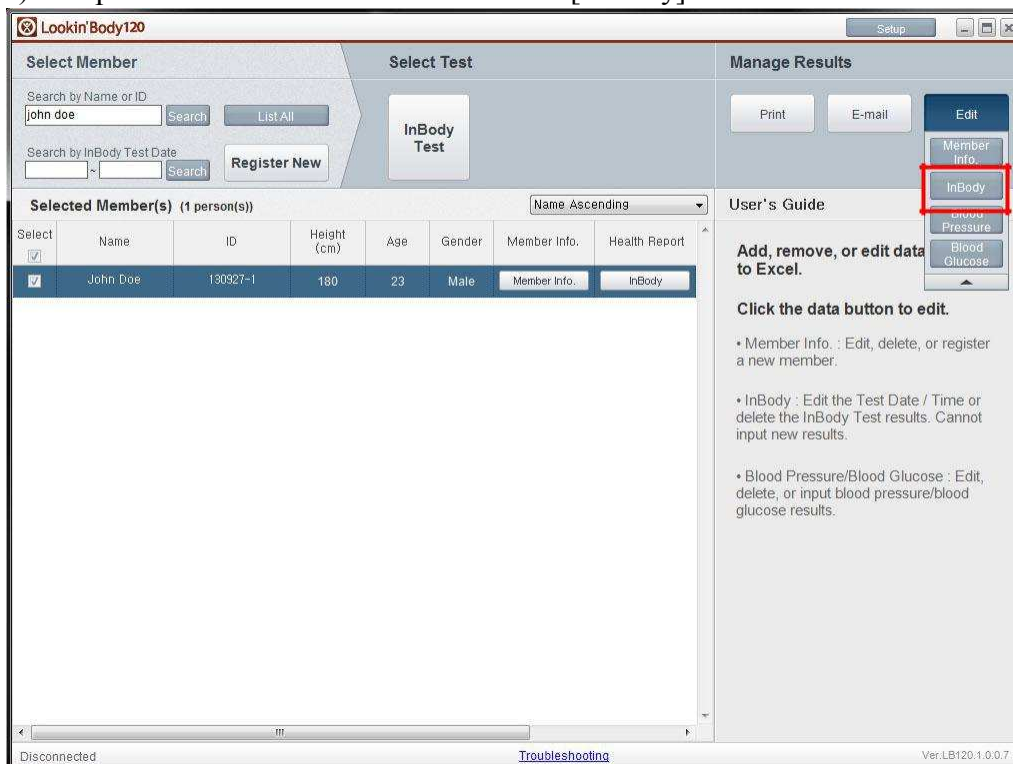 Lookin'Body120
Setup
Select Member
Select Test
Manage Results
Search by Name or ID
john doe
Search
List All
Search by InBody Test Date
~
Search
Register New
InBody
Test
Print
E-mail
Edit
Member
Info.
InBody
Blood
Pressure
Blood
Glucose
Selected Member(s) (1 person(s))
Name Ascending
Select
Name
ID
Height
(cm)
Age
Gender
Member Info.
Health Report
John Doe
130927-1
180
23
Male
Member Info.
InBody
User's Guide
Add, remove, or edit data
to Excel.
Click the data button to edit.
• Member Info. : Edit, delete, or register
a new member.
• InBody : Edit the Test Date / Time or
delete the InBody Test results. Cannot
input new results.
• Blood Pressure/Blood Glucose : Edit,
delete, or input blood pressure/blood
glucose results.
Disconnected
Troubleshooting
Ver.LB120.1.0.0.7